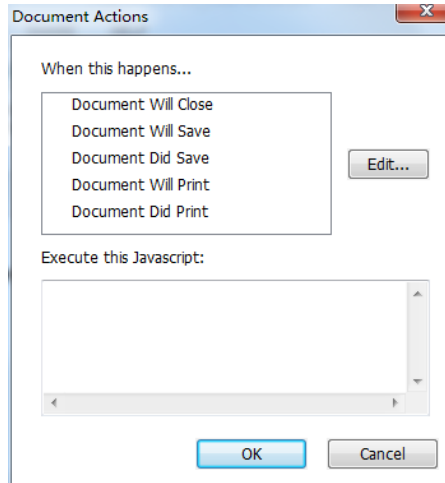 Document Actions
When this happens...
Document Will Close
Document Will Save
Document Did Save
Document Will Print
Document Did Print
Edit...
Execute this Javascript:
OK
Cancel